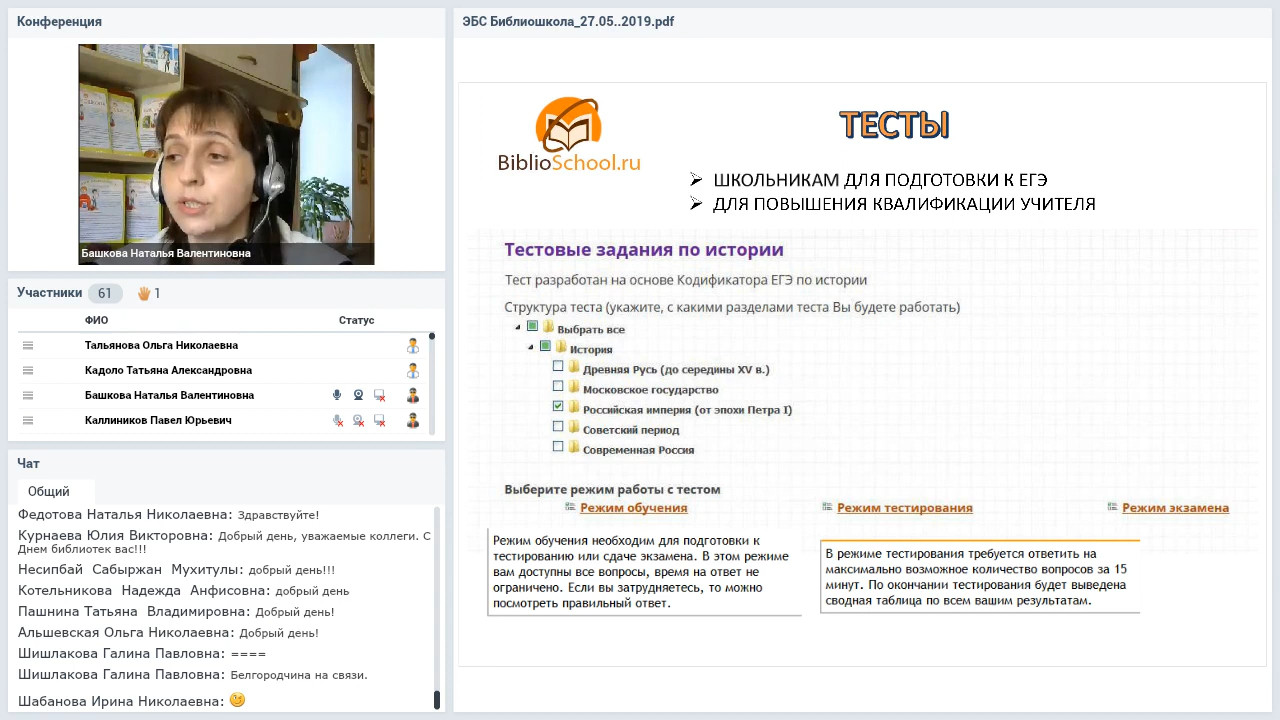 Конференция
Башкова Наталья Валентиновна
Участники 61 1
ФИО Статус
Тальянова Ольга Николаевна
Кадоло Татьяна Александровна
Башкова Наталья Валентиновна
Каллиников Павел Юрьевич
Чат
Общий
Федотова Наталья Николаевна: Здравствуйте!
Курнаева Юлия Викторовна: Добрый день, уважаемые коллеги. С
Днем библиотек вас!!!
Несипбай Сабыржан Мухитулы: добрый день!!!
Котельникова Надежда Анфисовна: добрый день
Пашнина Татьяна Владимировна: Добрый день!
Альшевская Ольга Николаевна: Добрый день!
Шишлакова Галина Павловна: ====
Шишлакова Галина Павловна: Белгородчина на связи.
Шабанова Ирина Николаевна:
ЭБС Библиошкола_27.05..2019.pdf
BiblioSchool.ru
ТЕСТЫ
ШКОЛЬНИКАМ ДЛЯ ПОДГОТОВКИ К ЕГЭ
ДЛЯ ПОВЫШЕНИЯ КВАЛИФИКАЦИИ УЧИТЕЛЯ
Тестовые задания по истории
Тест разработан на основе Кодификатора ЕГЭ по истории
Структура теста (укажите, с какими разделами теста Вы будете работать)
Выбрать все
История
Древняя Русь (до середины XV в.)
Московское государство
Российская империя (от эпохи Петра I)
Советский период
Современная Россия
Выберите режим работы с тестом
Режим обучения Режим тестирования Режим экзамена
Режим обучения необходим для подготовки к
тестированию или сдаче экзамена. В этом режиме
вам доступны все вопросы, время на ответ не
ограничено. Если вы затрудняетесь, то можно
посмотреть правильный ответ.
В режиме тестирования требуется ответить на
максимально возможное количество вопросов за 15
минут. По окончании тестирования будет выведена
сводная таблица по всем вашим результатам.